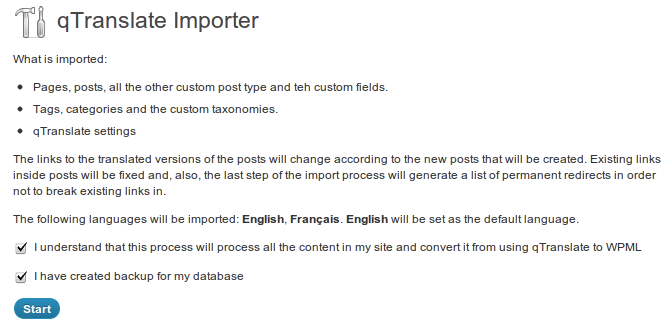 qTranslate Importer
What is imported:
Pages, posts, all the other custom post type and teh custom fields.
Tags, categories and the custom taxonomies.
qTranslate settings
The links to the translated versions of the posts will change according to the new posts that will be created. Existing links
inside posts will be fixed and, also, the last step of the import process will generate a list of permanent redirects in order
not to break existing links in.
The following languages will be imported: English, Français. English will be set as the default language.
I understand that this process will process all the content in my site and convert it from using qTranslate to WPML
I have created backup for my database
Start